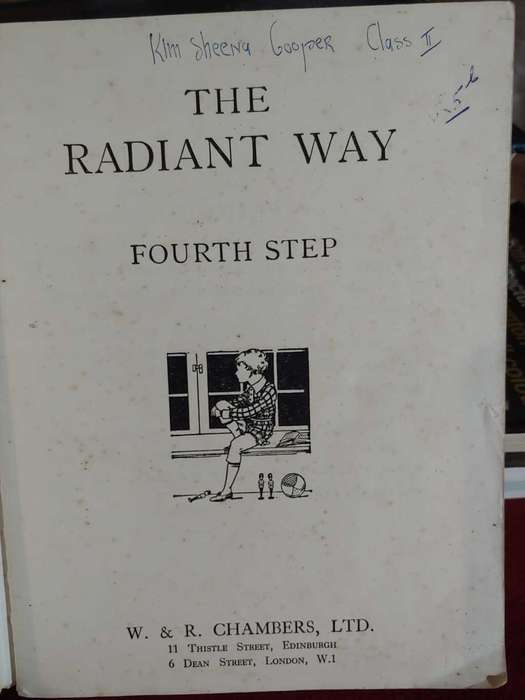 Kim Sheena Cooper Class II
THE
RADIANT WAY
FOURTH STEP
W. & R. CHAMBERS, LTD.
11 THISTLE STREET, EDINBURGH
6 DEAN STREET, LONDON, W.1